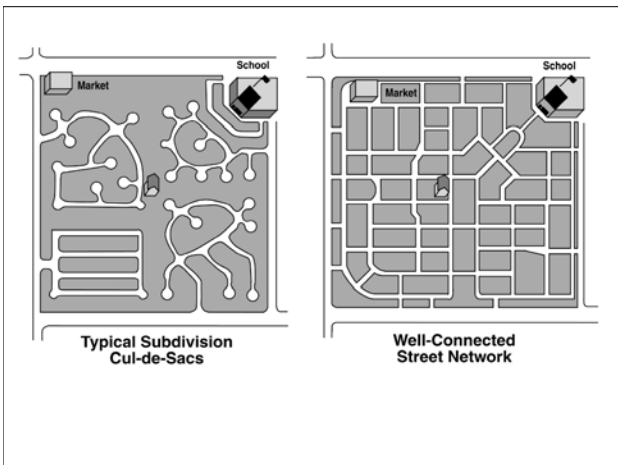 School
Market
Typical Subdivision
Cul-de-Sacs
School
Market
Well-Connected
Street Network